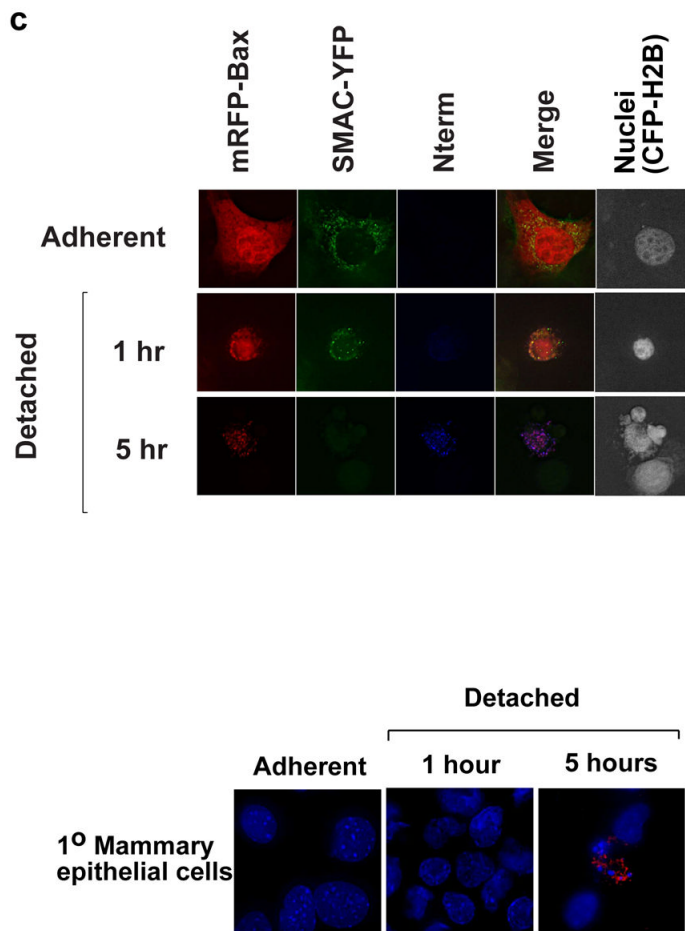 c
mRFP-Bax
SMAC-YFP
Nterm
Merge
Nuclei
(CFP-H2B)
Adherent
Detached
1 hr
5 hr
Detached
Adherent
1 hour
5 hours
1º Mammary
epithelial cells